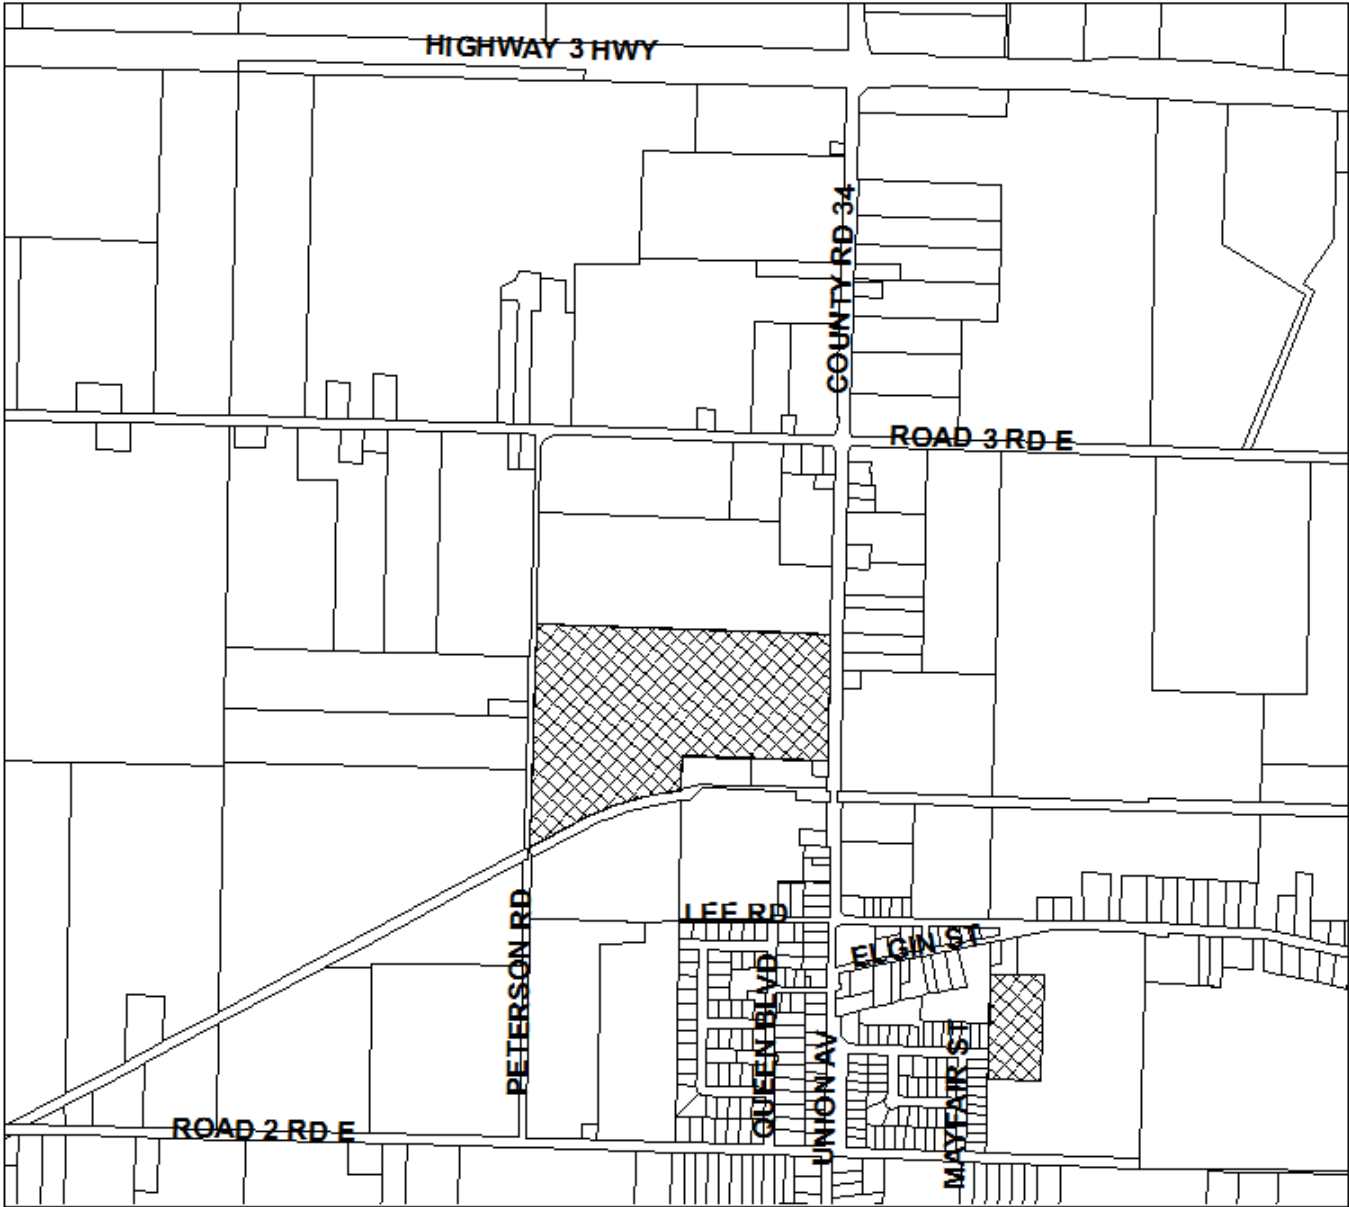 HIGHWAY 3 HWY
COUNTY RD 34
ROAD 3 RD E
PETERSON RD
LEE RD
ELGIN ST
QUEEN BLVD
UNION AV
MAYFAIR ST
ROAD 2 RD E